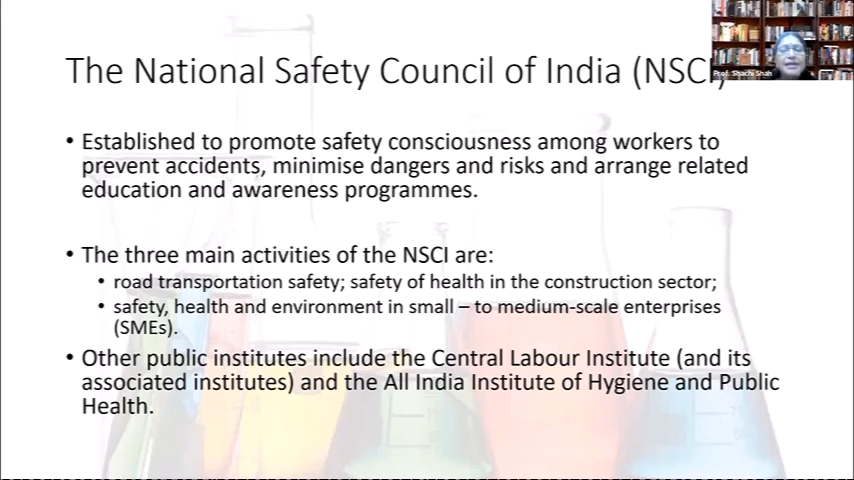 The National Safety Council of India (NSCI)
Prof. Shachi Shah
• Established to promote safety consciousness among workers to
prevent accidents, minimise dangers and risks and arrange related
education and awareness programmes.
• The three main activities of the NSCI are:
• road transportation safety; safety of health in the construction sector;
• safety, health and environment in small – to medium-scale enterprises
(SMEs).
• Other public institutes include the Central Labour Institute (and its
associated institutes) and the All India Institute of Hygiene and Public
Health.